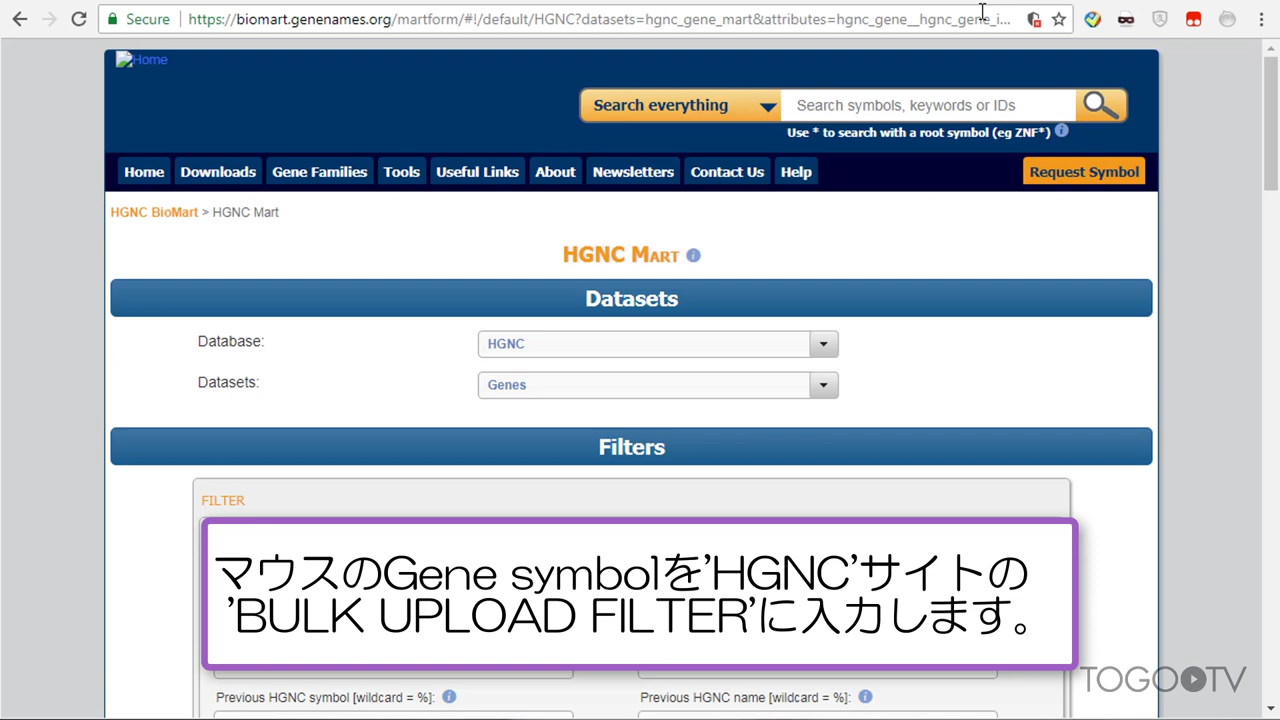 Secure https://biomart.genenames.org/martform/#!/default/HGNC?datasets=hgnc_gene_mart&attributes=hgnc_gene__hgnc_gene_i...
Home
Search everything Search symbols, keywords or IDs
Use * to search with a root symbol (eg ZNF*)
Home Downloads Gene Families Tools Useful Links About Newsletters Contact Us Help Request Symbol
HGNC BioMart > HGNC Mart
HGNC MART
Datasets
Database: HGNC
Datasets: Genes
Filters
FILTER
マウスのGene symbolを'HGNC'サイトの
'BULK UPLOAD FILTER'に入力します。
TOGOTV
Previous HGNC symbol [wildcard = %]: Previous HGNC name [wildcard = %]: